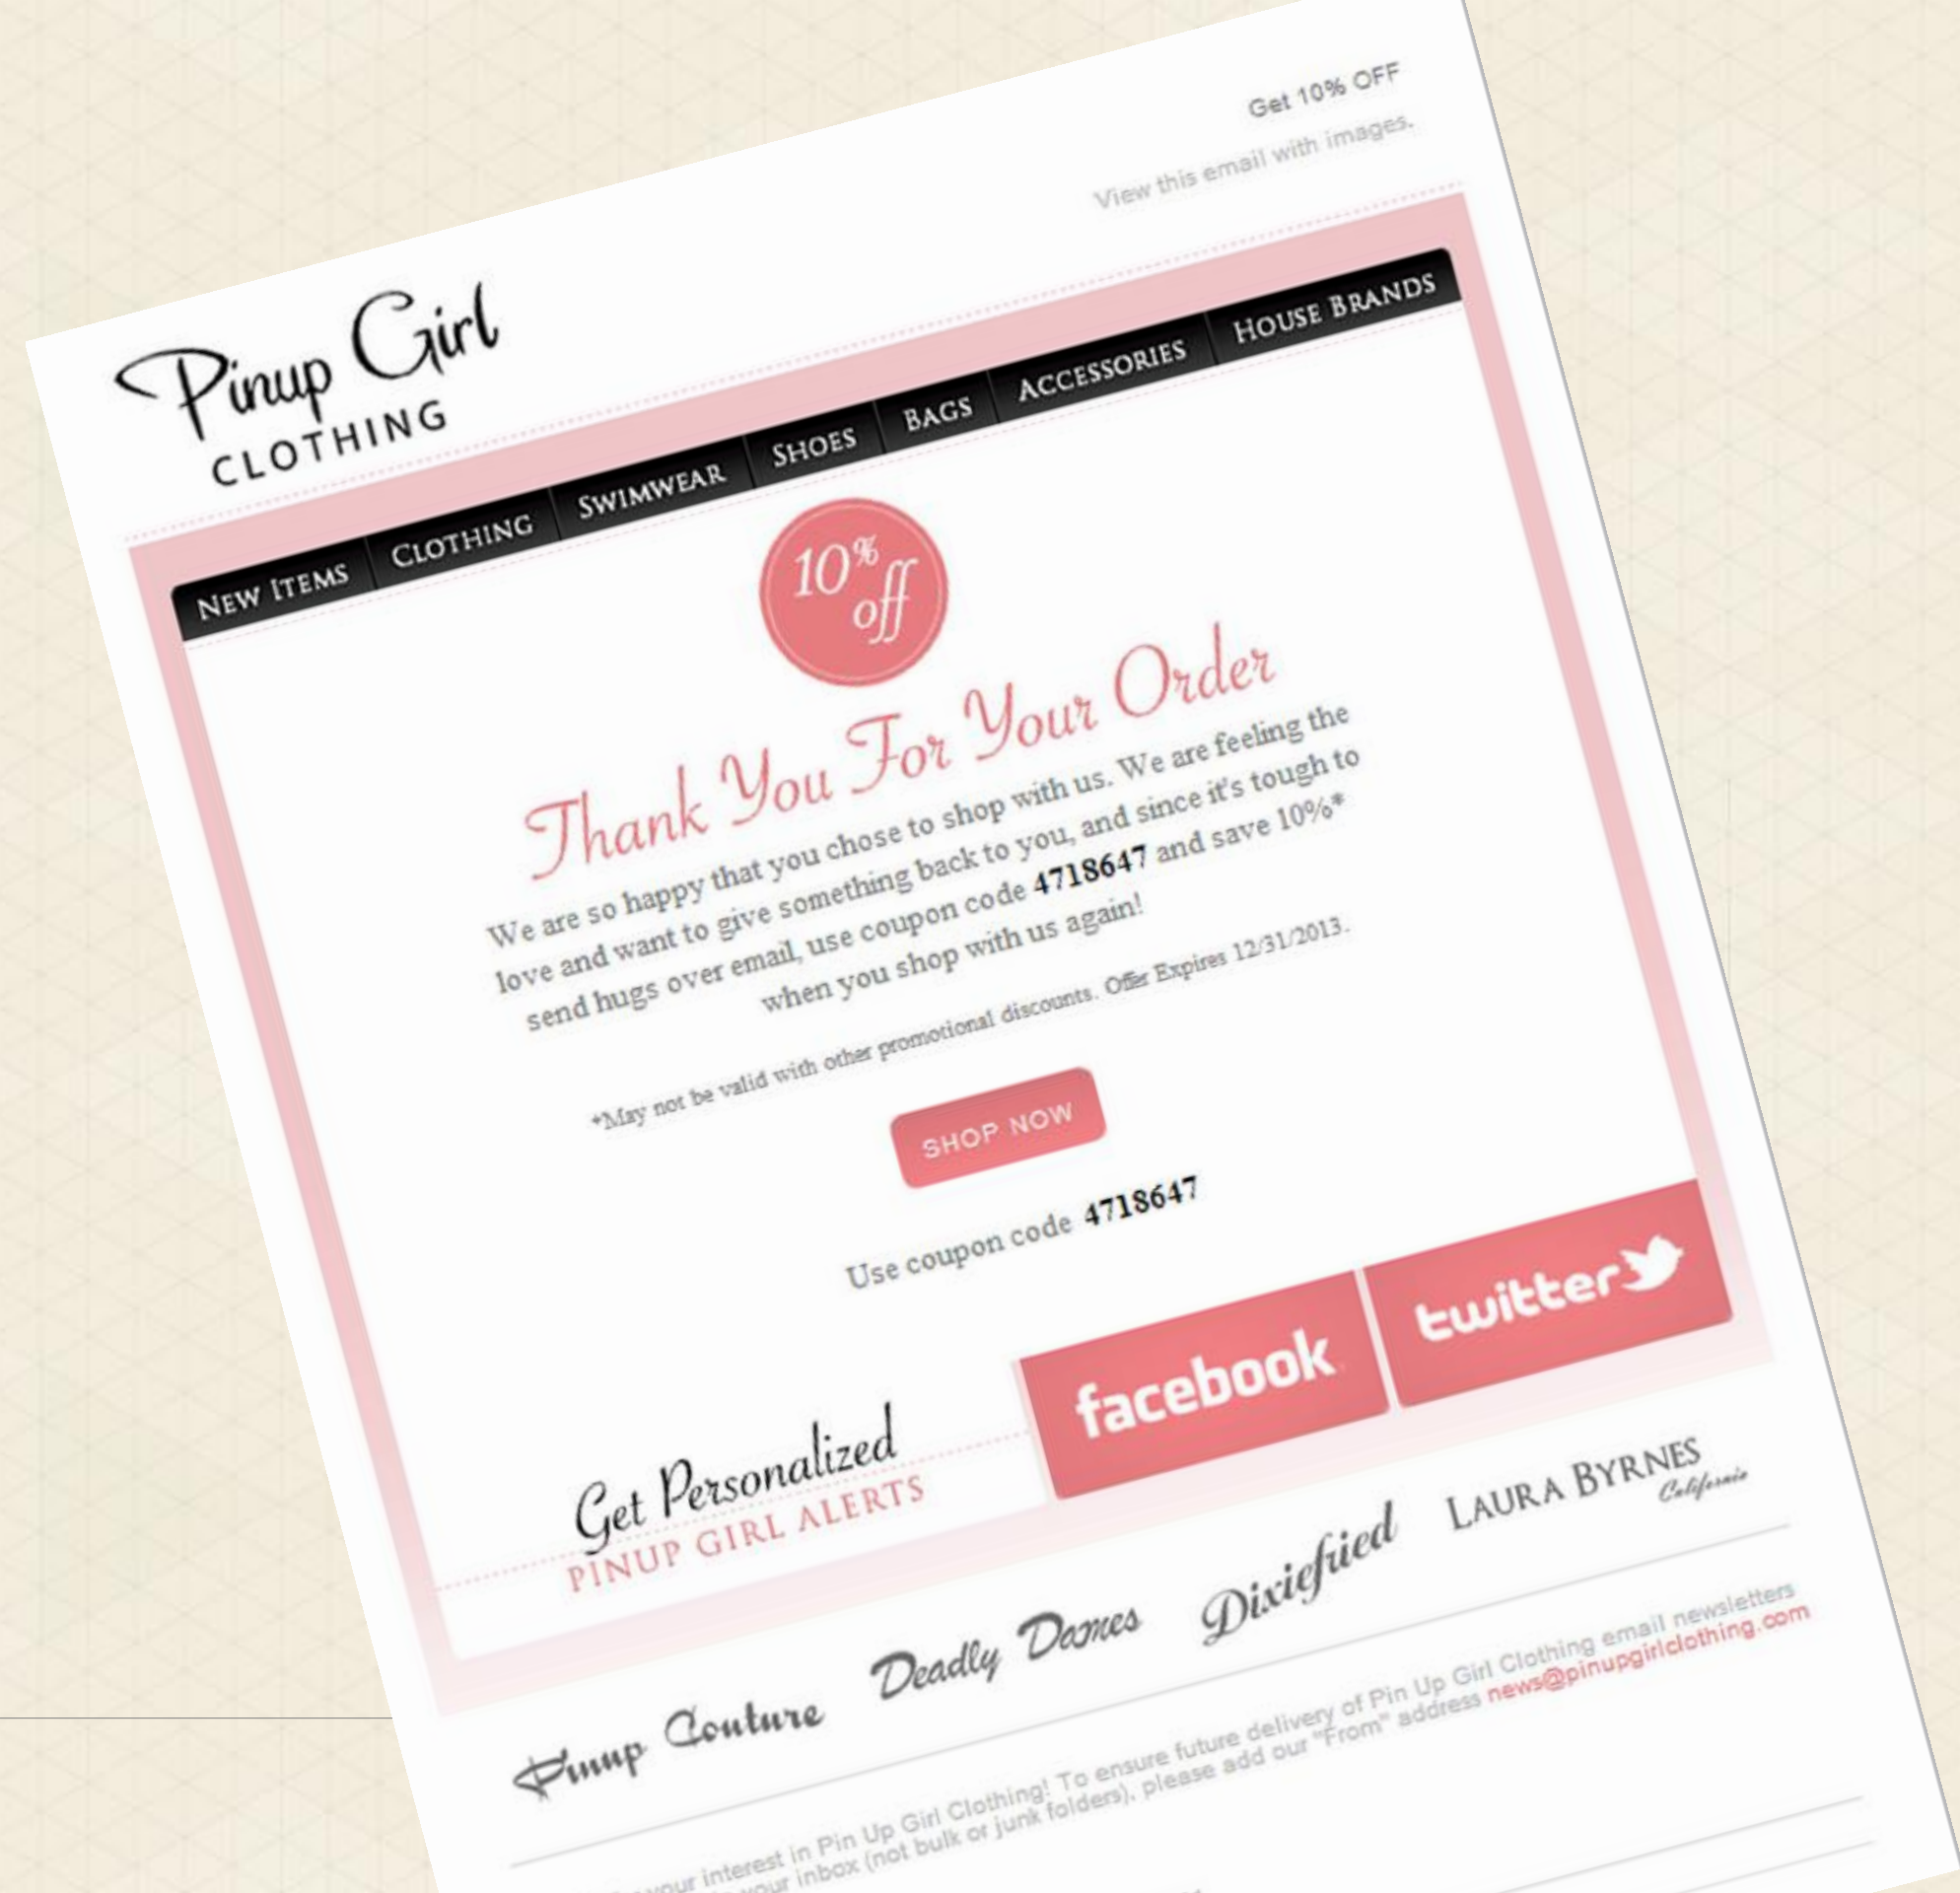 Get 10% OFF
View this email with images.
Pinup Girl
CLOTHING
NEW ITEMS CLOTHING SWIMWEAR SHOES BAGS ACCESSORIES HOUSE BRANDS
10% off
Thank You For Your Order
We are so happy that you chose to shop with us. We are feeling the
love and want to give something back to you, and since it's tough to
send hugs over email, use coupon code 4718647 and save 10%*
when you shop with us again!
*May not be valid with other promotional discounts. Offer Expires 12/31/2013.
SHOP NOW
Use coupon code 4718647
Get Personalized
PINUP GIRL ALERTS
facebook
twitter
Pinup Couture Deadly Dames Dixiefried LAURA BYRNES
California
your interest in Pin Up Girl Clothing! To ensure future delivery of Pin Up Girl Clothing email newsletters
your inbox (not bulk or junk folders), please add our "From" address news@pinupgirlclothing.com